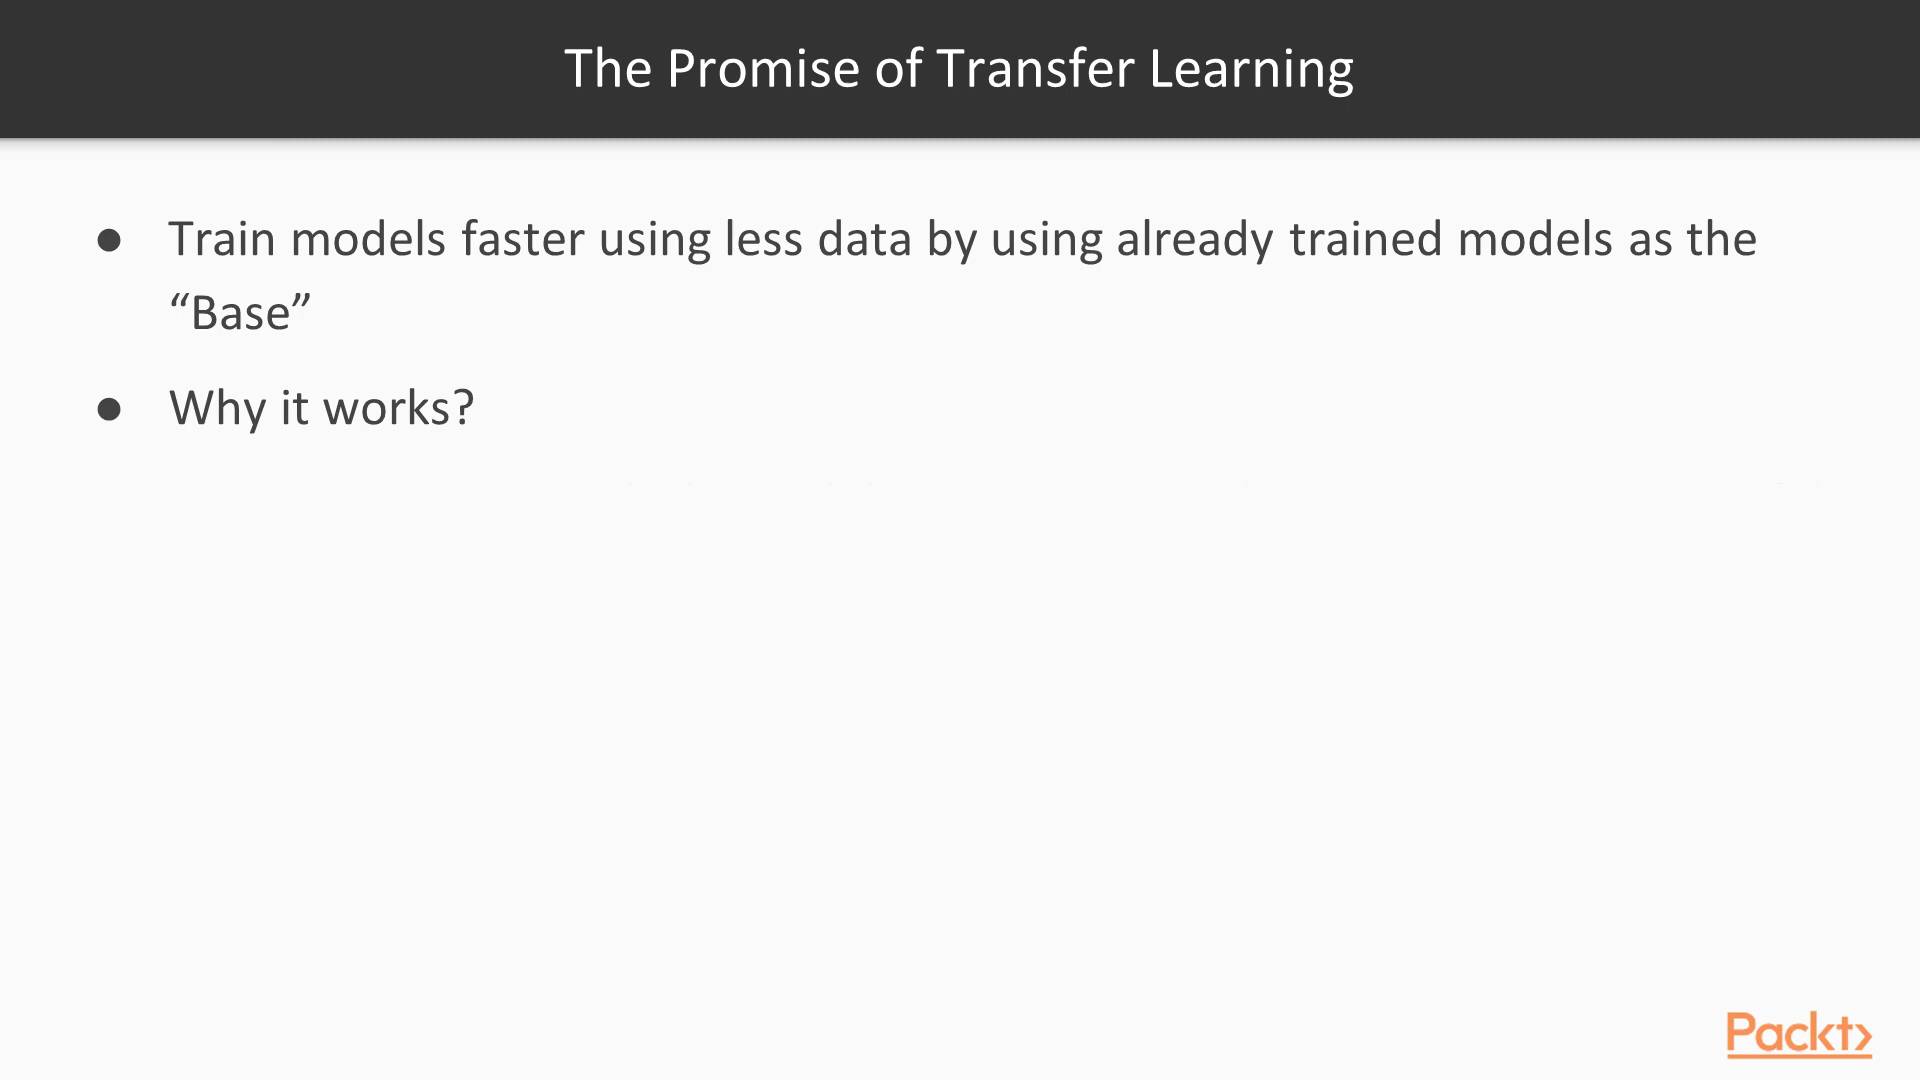 The Promise of Transfer Learning
● Train models faster using less data by using already trained models as the
“Base”
● Why it works?
Packt>